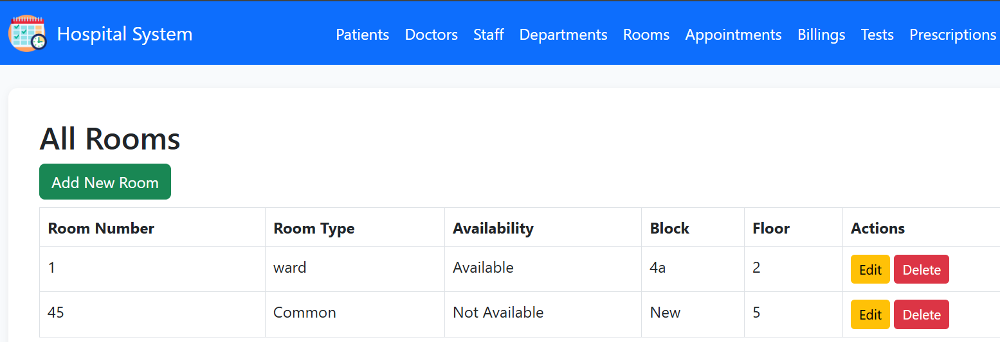 Hospital System Patients Doctors Staff Departments Rooms Appointments Billings Tests Prescriptions
All Rooms
Add New Room
Room Number Room Type Availability Block Floor Actions
1 ward Available 4a 2 Edit Delete
45 Common Not Available New 5 Edit Delete